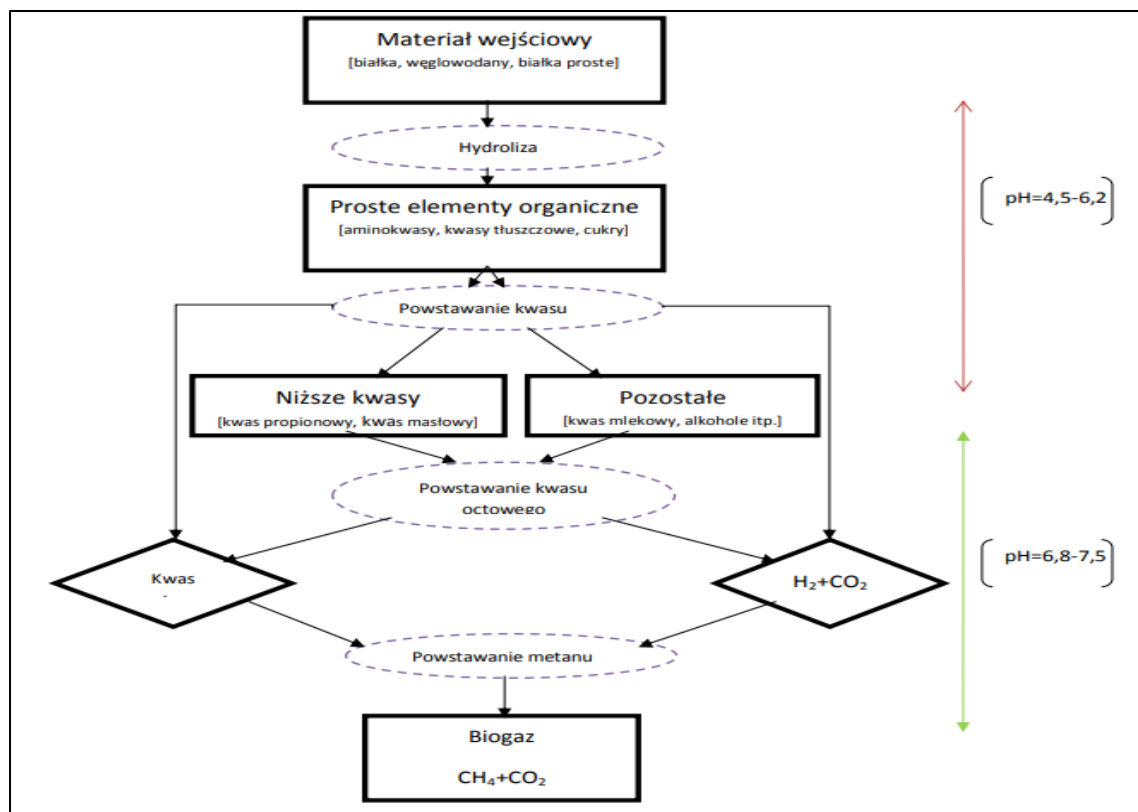 Materiał wejściowy
[białka, węglowodany, białka proste]
Hydroliza
pH=4,5-6,2
Proste elementy organiczne
[aminokwasy, kwasy tłuszczowe, cukry]
Powstawanie kwasu
Niższe kwasy
[kwas propionowy, kwas masłowy]
Pozostałe
[kwas mlekowy, alkohole itp.]
Powstawanie kwasu
octowego
pH=6,8-7,5
Kwas
H₂+CO₂
Powstawanie metanu
Biogaz
CH₄+CO₂